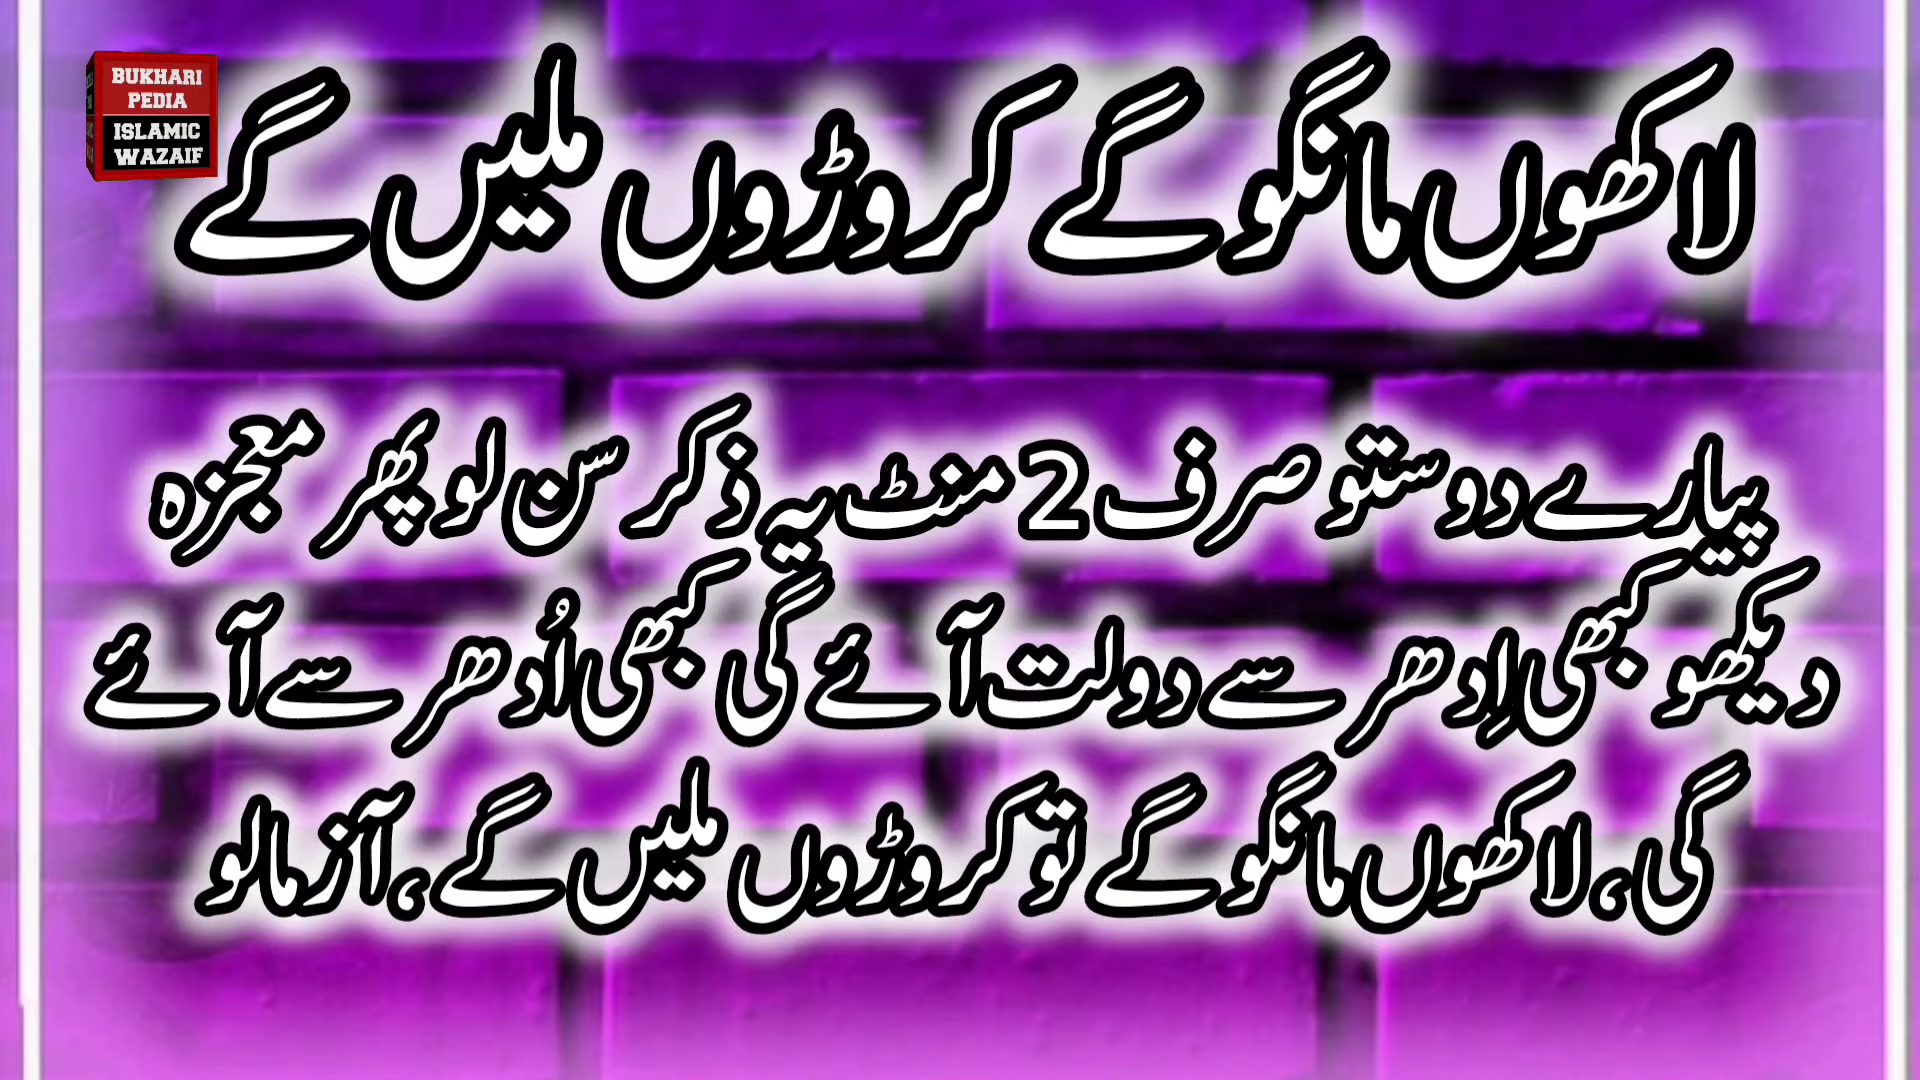 BUKHARI
PEDIA
ISLAMIC
WAZAIF
لاکھوں مانگو گے کروڑوں ملیں گے
پیارے دوستو صرف 2 منٹ یہ ذکر سن لو پھر معجزہ
دیکھو کبھی اِدھر سے دولت آئے گی کبھی اُدھر سے آئے
گی، لاکھوں مانگو گے تو کروڑوں ملیں گے، آزما لو